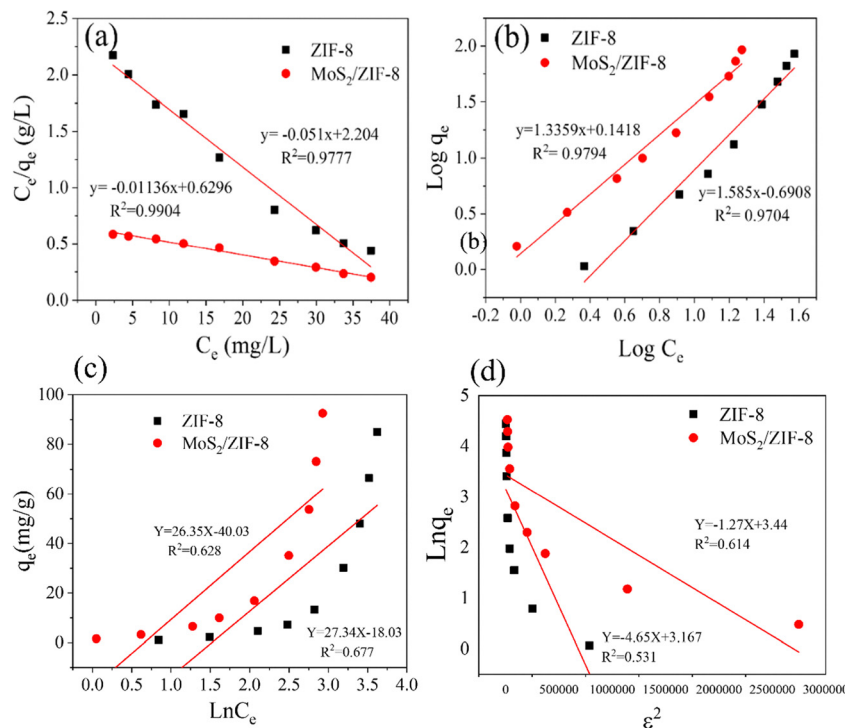 (a)
ZIF-8
MoS2/ZIF-8
y= -0.051x+2.204
R²=0.9777
y= -0.01136x+0.6296
R²=0.9904
Ce/qe (g/L)
2.5
2.0
1.5
1.0
0.5
0.0
0 5 10 15 20 25 30 35 40
Ce (mg/L)
(b)
ZIF-8
MoS2/ZIF-8
y=1.3359x+0.1418
R²= 0.9794
y=1.585x-0.6908
R²= 0.9704
(b)
Log qe
2.0
1.5
1.0
0.5
0.0
-0.2 0.0 0.2 0.4 0.6 0.8 1.0 1.2 1.4 1.6
Log Ce
(c)
ZIF-8
MoS2/ZIF-8
Y=26.35X-40.03
R²=0.628
Y=27.34X-18.03
R²=0.677
qe(mg/g)
100
80
60
40
20
0
0.0 0.5 1.0 1.5 2.0 2.5 3.0 3.5 4.0
LnCe
(d)
ZIF-8
MoS2/ZIF-8
Y=-1.27X+3.44
R²=0.614
Y=-4.65X+3,167
R²=0.531
Lnqe
5
4
3
2
1
0
0 5000000 10000000 1500000 2000000 2500000 3000000
ε²